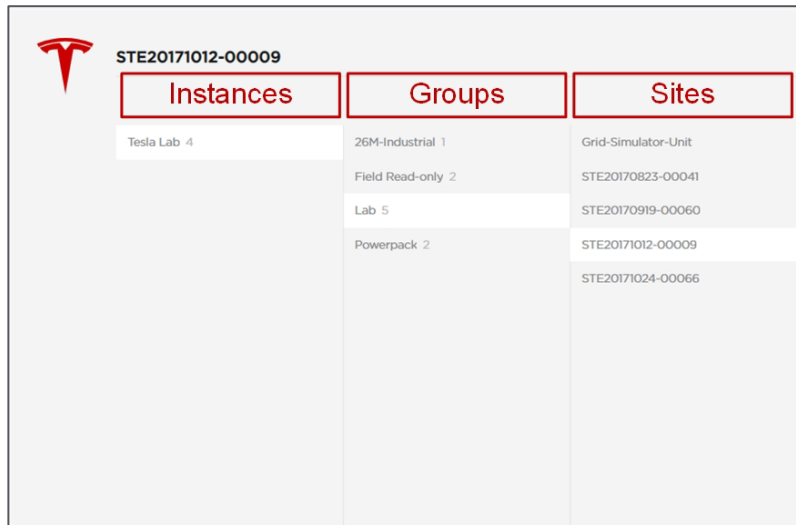 STE20171012-00009
Instances Groups Sites
Tesla Lab 4 26M-Industrial 1 Grid-Simulator-Unit
Field Read-only 2 STE20170823-00041
Lab 5 STE20170919-00060
Powerpack 2 STE20171012-00009
STE20171024-00066